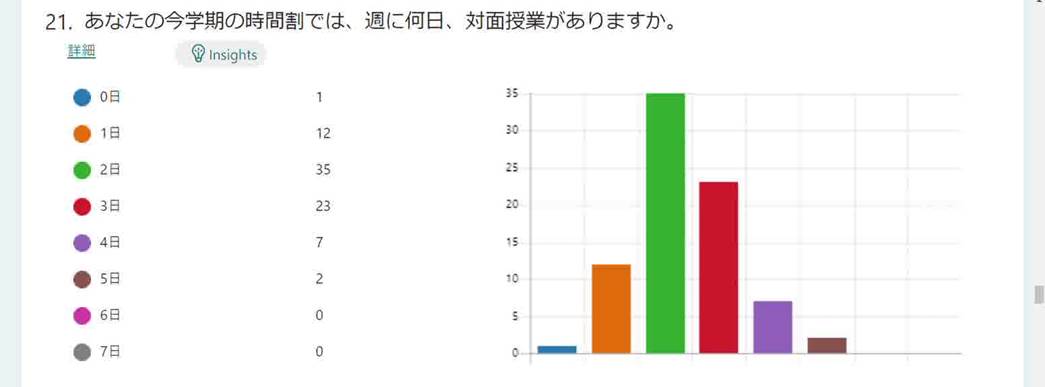 21. あなたの今学期の時間割では、週に何日、対面授業がありますか。
詳細
Insights
0日 1
1日 12
2日 35
3日 23
4日 7
5日 2
6日 0
7日 0
35
30
25
20
15
10
5
0